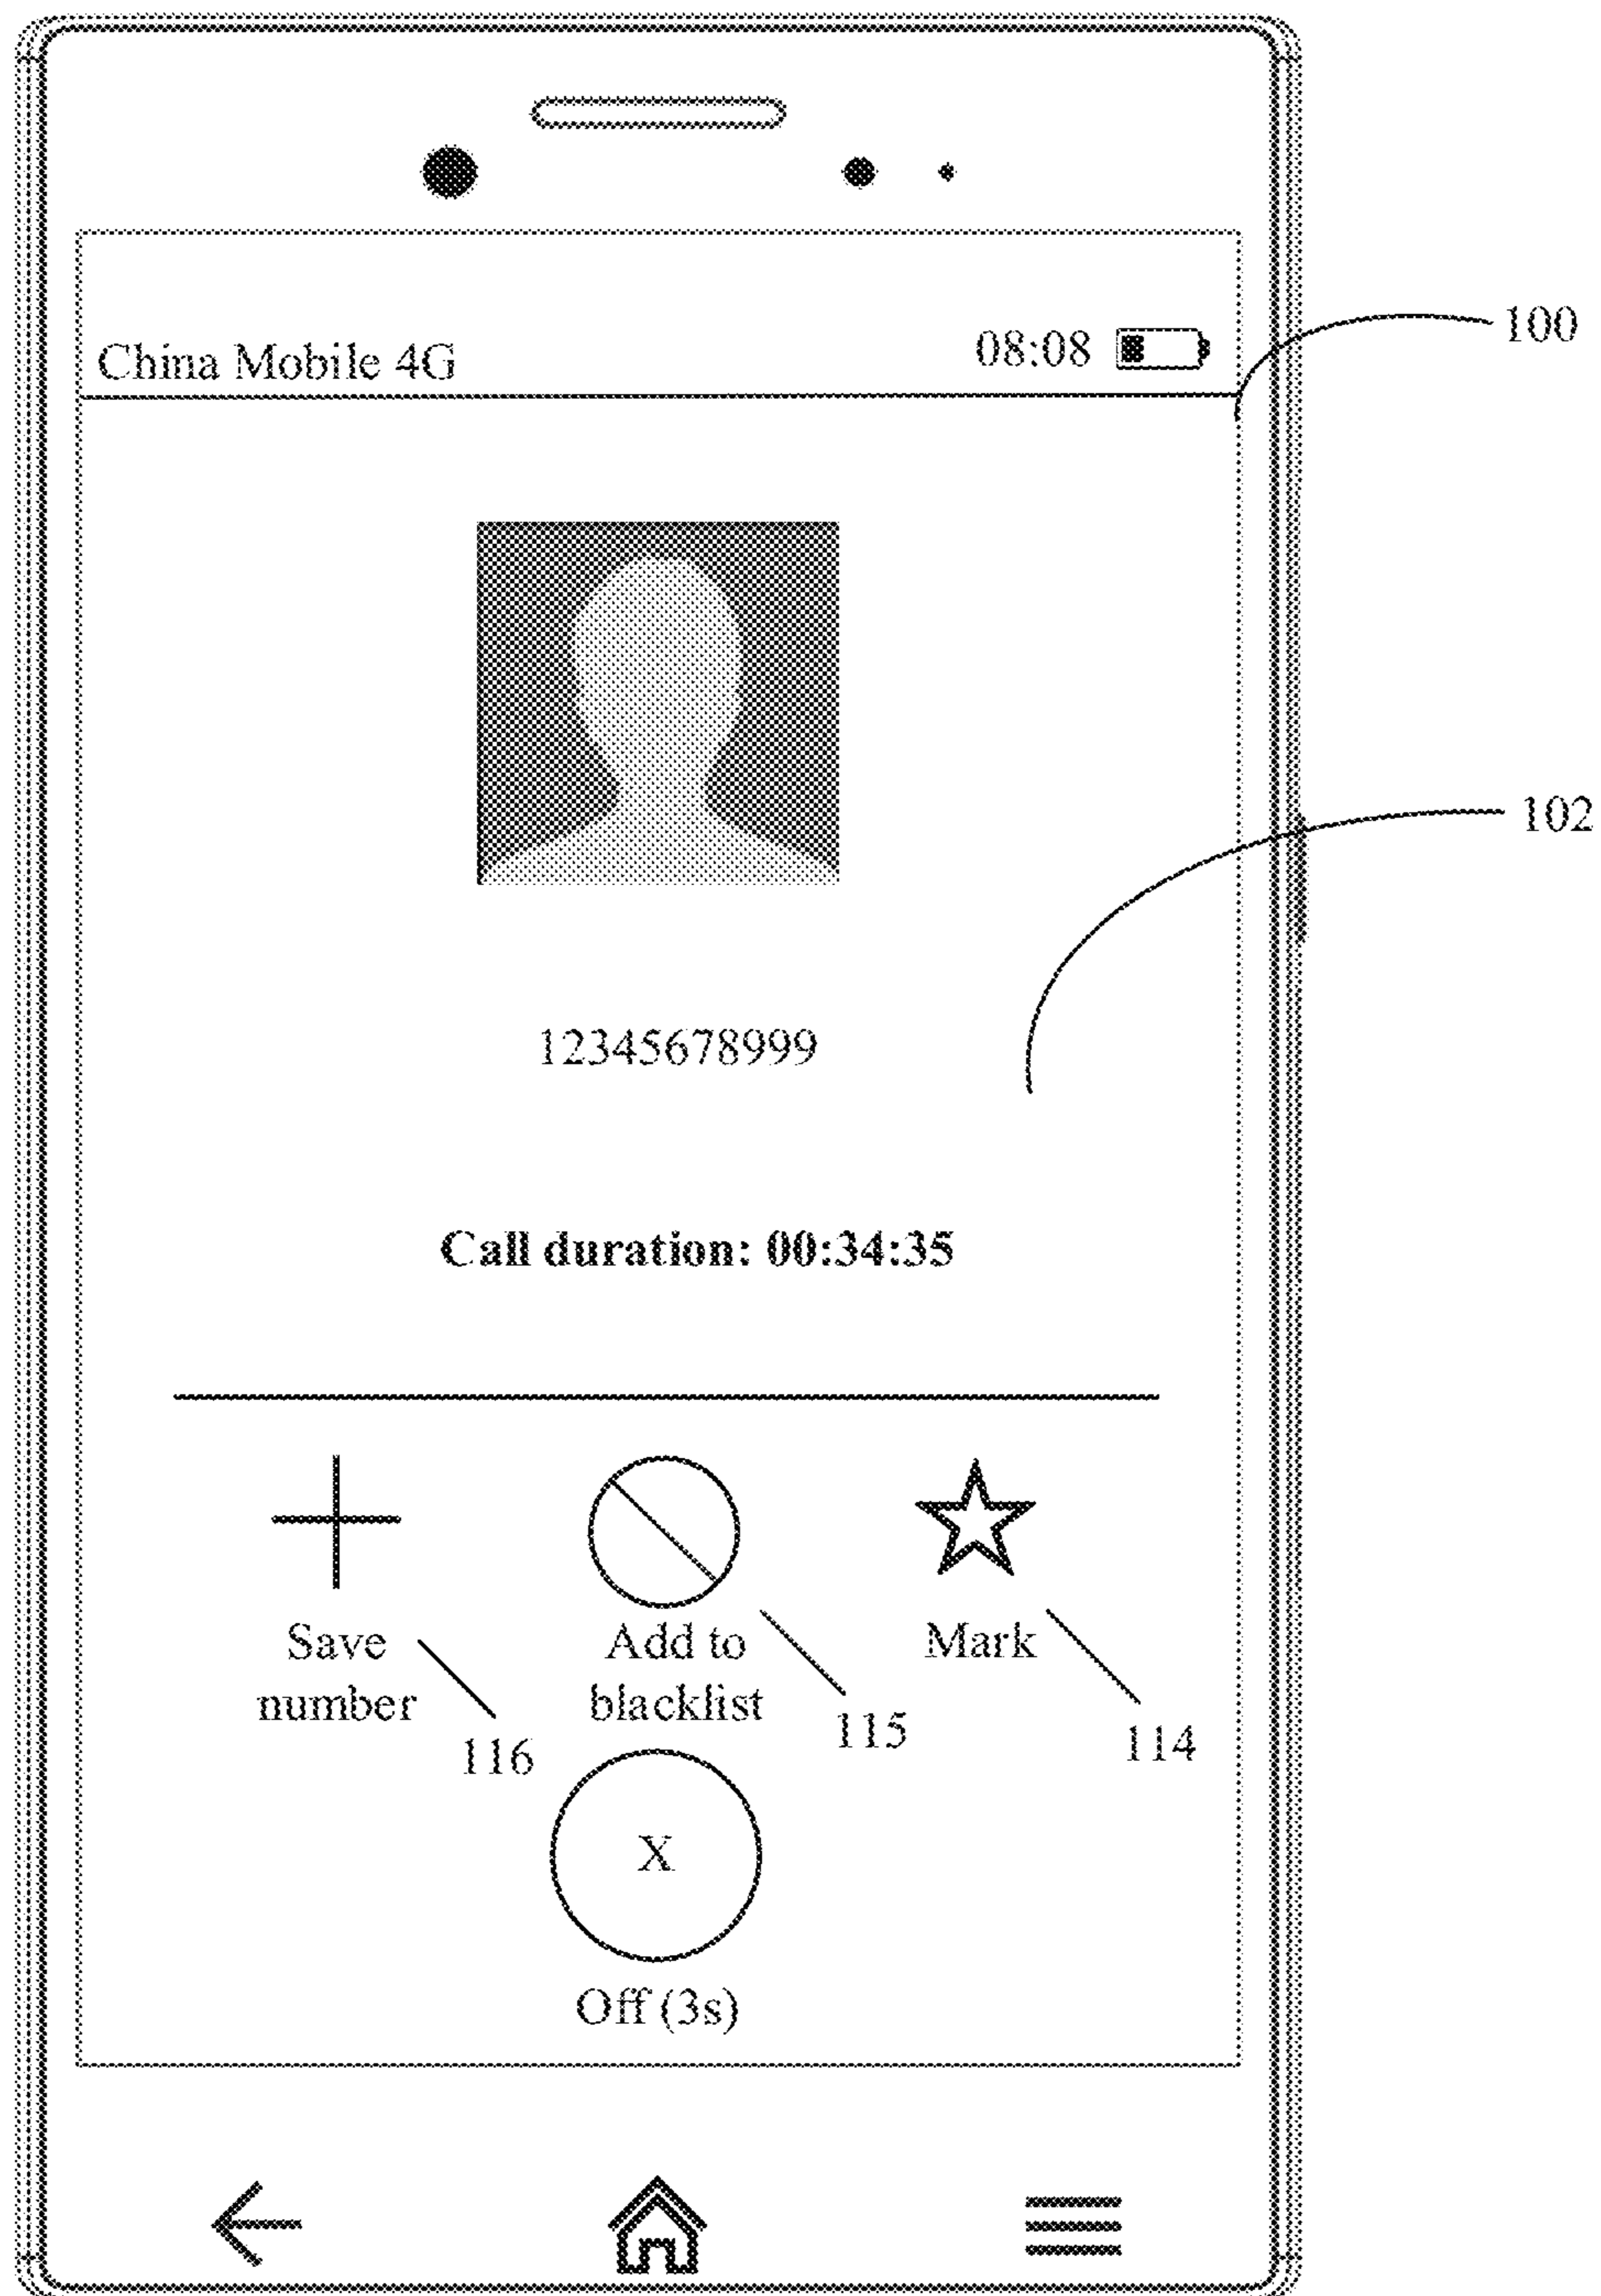 China Mobile 4G 08:08
100
102
12345678999
Call duration: 00:34:35
Save
number
Add to
blacklist
Mark
116
115
114
X
Off (3s)